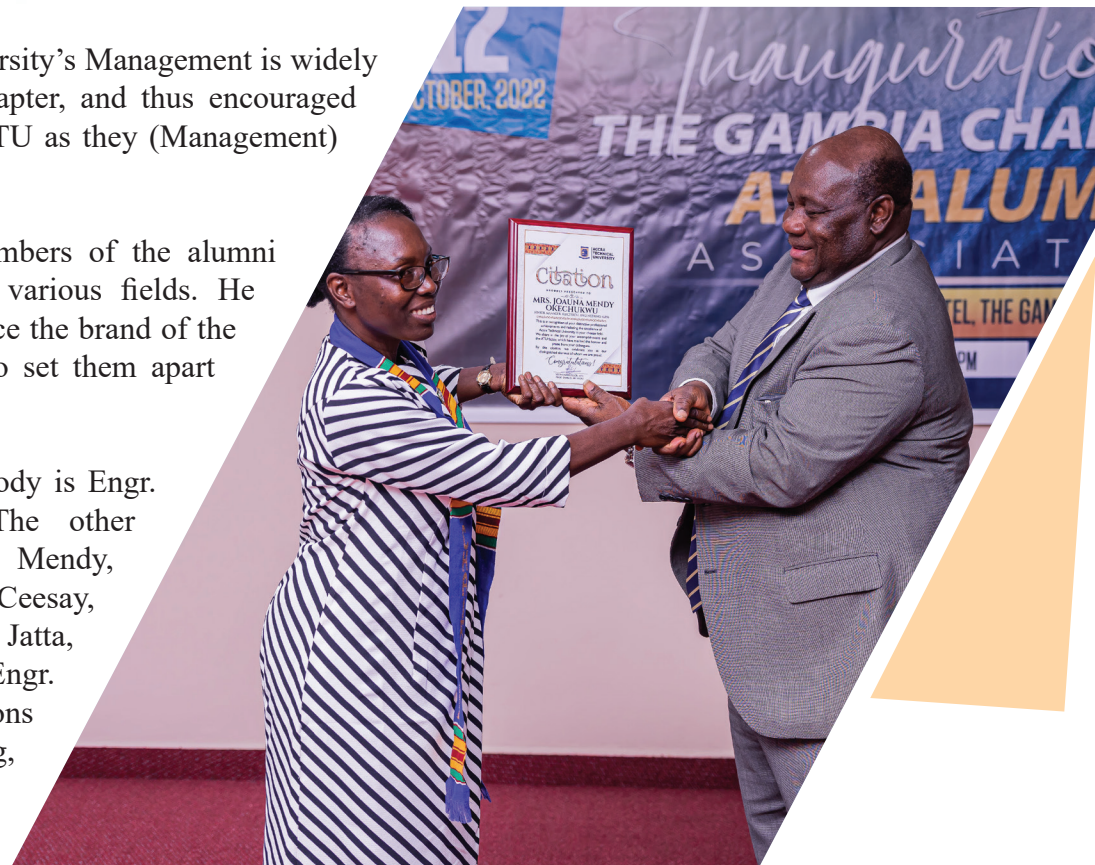 rsity’s Management is widely
apter, and thus encouraged
TU as they (Management)
mbers of the alumni
various fields. He
ce the brand of the
o set them apart
ody is Engr.
The other
Mendy,
Ceesay,
Jatta,
Engr.
ons
g,
12
CTOBER, 2022
Inauguratio
THE GAMBIA CHA
AT ALUM
AS IAT
TEL, THE GAM
PM
ACCRA
TECHNICAL
UNIVERSITY
Citation
MRS. JOAUNA MENDY
OKECHUKWU
Congratulations!